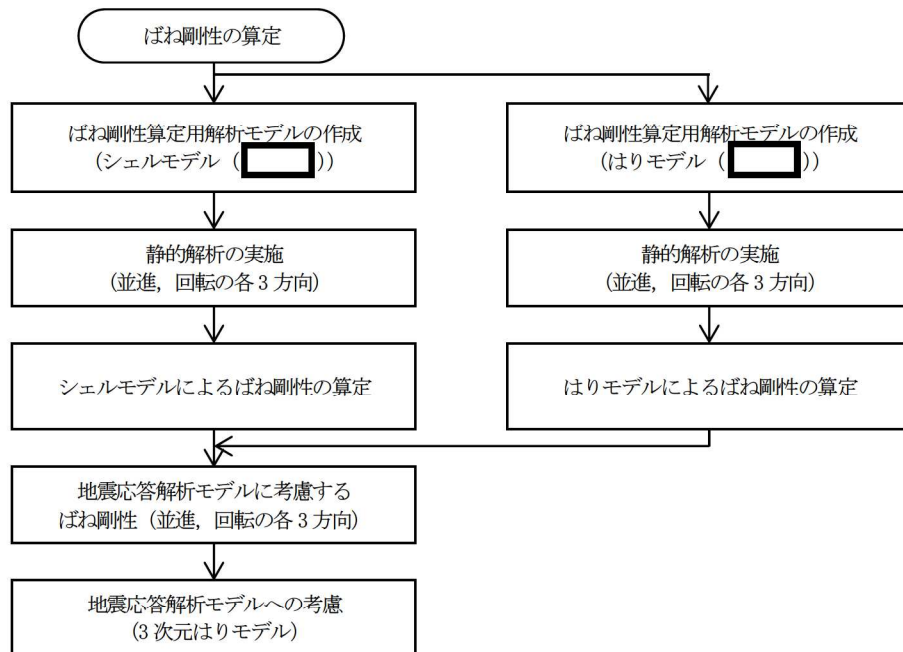 ばね剛性の算定
ばね剛性算定用解析モデルの作成
(シェルモデル( ))
ばね剛性算定用解析モデルの作成
(はりモデル( ))
静的解析の実施
(並進，回転の各3方向)
静的解析の実施
(並進，回転の各3方向)
シェルモデルによるばね剛性の算定
はりモデルによるばね剛性の算定
地震応答解析モデルに考慮する
ばね剛性(並進，回転の各3方向)
地震応答解析モデルへの考慮
(3次元はりモデル)